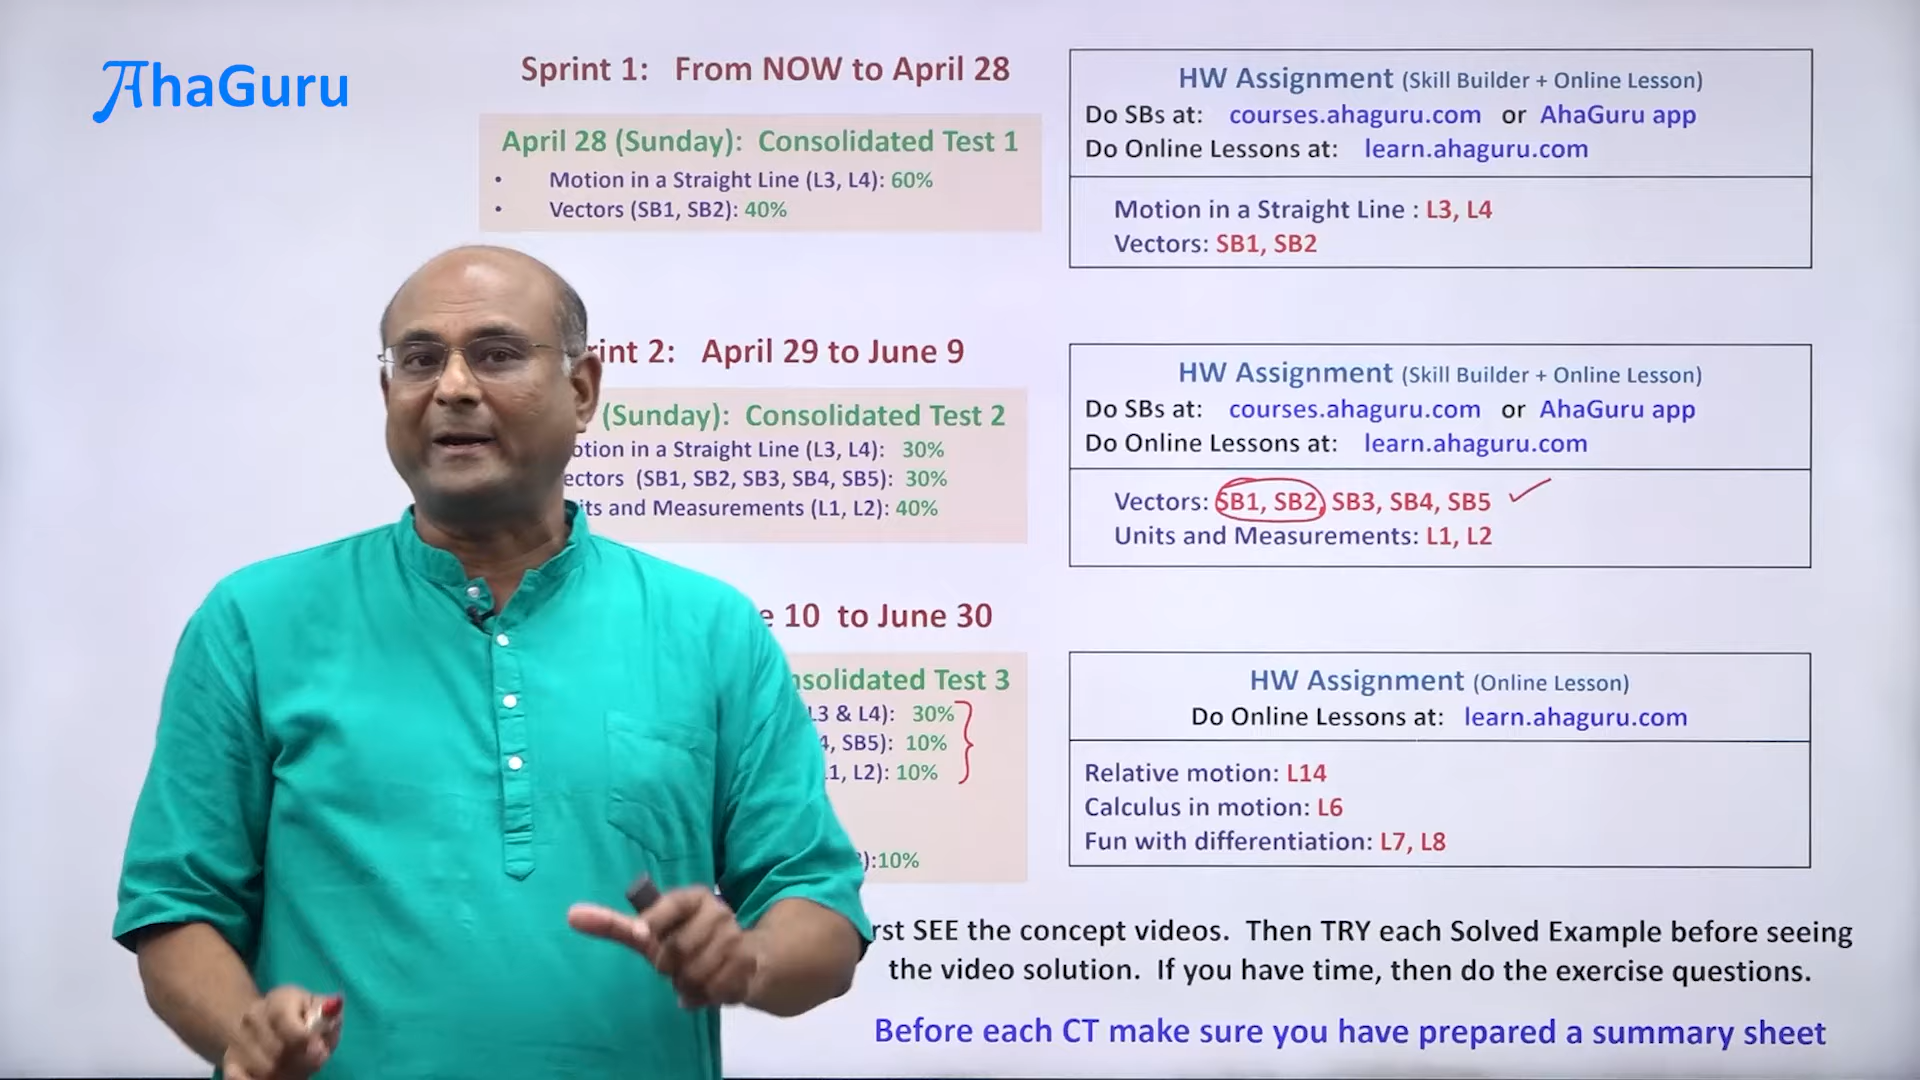 AhaGuru
Sprint 1: From NOW to April 28
April 28 (Sunday): Consolidated Test 1
• Motion in a Straight Line (L3, L4): 60%
• Vectors (SB1, SB2): 40%
HW Assignment (Skill Builder + Online Lesson)
Do SBs at: courses.ahaguru.com or AhaGuru app
Do Online Lessons at: learn.ahaguru.com
Motion in a Straight Line : L3, L4
Vectors: SB1, SB2
rint 2: April 29 to June 9
(Sunday): Consolidated Test 2
otion in a Straight Line (L3, L4): 30%
ectors (SB1, SB2, SB3, SB4, SB5): 30%
its and Measurements (L1, L2): 40%
HW Assignment (Skill Builder + Online Lesson)
Do SBs at: courses.ahaguru.com or AhaGuru app
Do Online Lessons at: learn.ahaguru.com
Vectors: SB1, SB2, SB3, SB4, SB5
Units and Measurements: L1, L2
e 10 to June 30
nsolidated Test 3
L3 & L4): 30%
4, SB5): 10%
L1, L2): 10%
):10%
HW Assignment (Online Lesson)
Do Online Lessons at: learn.ahaguru.com
Relative motion: L14
Calculus in motion: L6
Fun with differentiation: L7, L8
rst SEE the concept videos. Then TRY each Solved Example before seeing
the video solution. If you have time, then do the exercise questions.
Before each CT make sure you have prepared a summary sheet